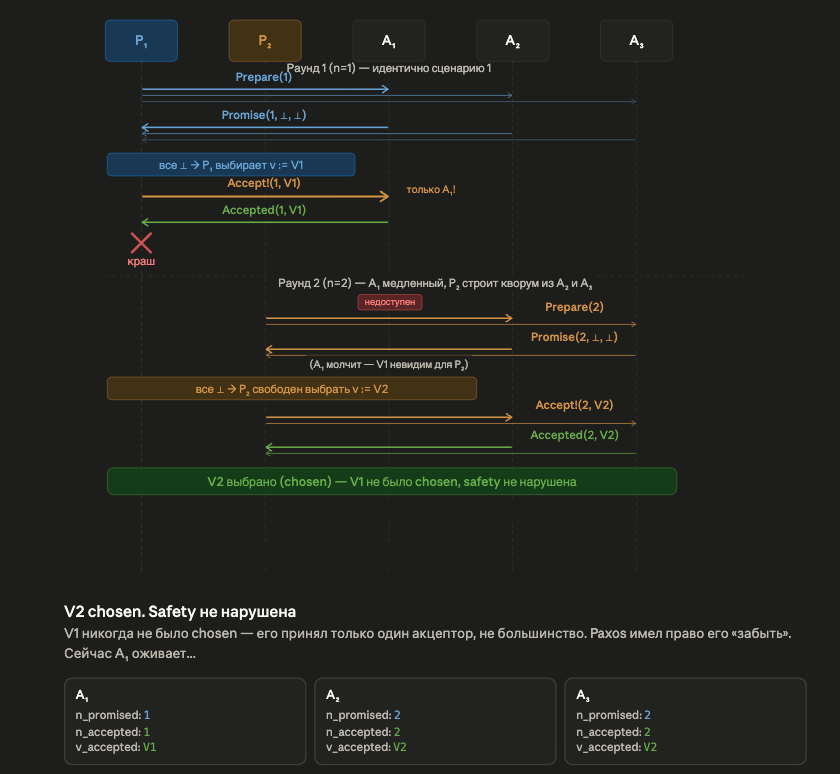 P₁ P₂ A₁ A₂ A₃
Раунд 1 (n=1) — идентично сценарию 1
Prepare(1)
Promise(1, ⊥, ⊥)
все ⊥ → P₁ выбирает v := V1
Accept!(1, V1)
только A₁!
Accepted(1, V1)
краш
Раунд 2 (n=2) — A₁ медленный, P₂ строит кворум из A₂ и A₃
недоступен
Prepare(2)
Promise(2, ⊥, ⊥)
(A₁ молчит — V1 невидим для P₂)
все ⊥ → P₂ свободен выбрать v := V2
Accept!(2, V2)
Accepted(2, V2)
V2 выбрано (chosen) — V1 не было chosen, safety не нарушена
V2 chosen. Safety не нарушена
V1 никогда не было chosen — его принял только один акцептор, не большинство. Paxos имел право его «забыть».
Сейчас A₁ оживает...
A₁
n_promised: 1
n_accepted: 1
v_accepted: V1
A₂
n_promised: 2
n_accepted: 2
v_accepted: V2
A₃
n_promised: 2
n_accepted: 2
v_accepted: V2